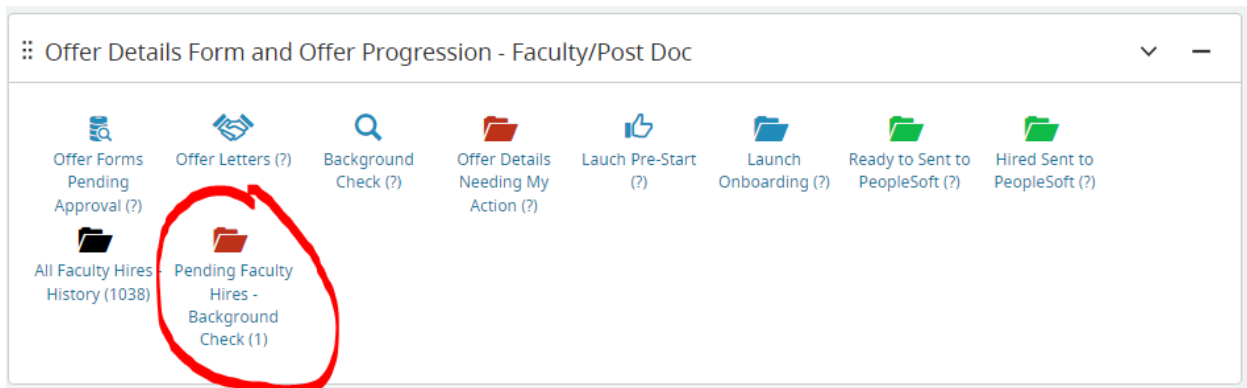 Offer Details Form and Offer Progression - Faculty/Post Doc
Offer Forms
Pending
Approval (?)
Offer Letters (?)
Background
Check (?)
Offer Details
Needing My
Action (?)
Lauch Pre-Start
(?)
Launch
Onboarding (?)
Ready to Sent to
PeopleSoft (?)
Hired Sent to
PeopleSoft (?)
All Faculty Hires -
History (1038)
Pending Faculty
Hires -
Background
Check (1)